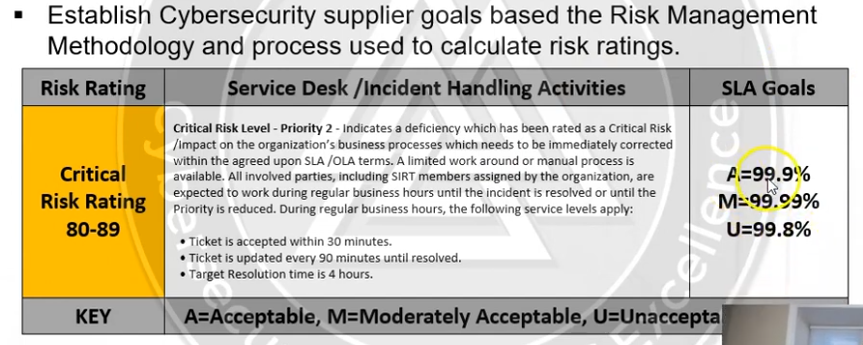 ▪ Establish Cybersecurity supplier goals based the Risk Management
Methodology and process used to calculate risk ratings.
Risk Rating
Service Desk /Incident Handling Activities
SLA Goals
Critical
Risk Rating
80-89
Critical Risk Level - Priority 2 - Indicates a deficiency which has been rated as a Critical Risk
/impact on the organization's business processes which needs to be immediately corrected
within the agreed upon SLA /OLA terms. A limited work around or manual process is
available. All involved parties, including SIRT members assigned by the organization, are
expected to work during regular business hours until the incident is resolved or until the
Priority is reduced. During regular business hours, the following service levels apply:
• Ticket is accepted within 30 minutes.
• Ticket is updated every 90 minutes until resolved.
• Target Resolution time is 4 hours.
A=99.9%
M=99.99%
U=99.8%
KEY
A=Acceptable, M=Moderately Acceptable, U=Unaccepta